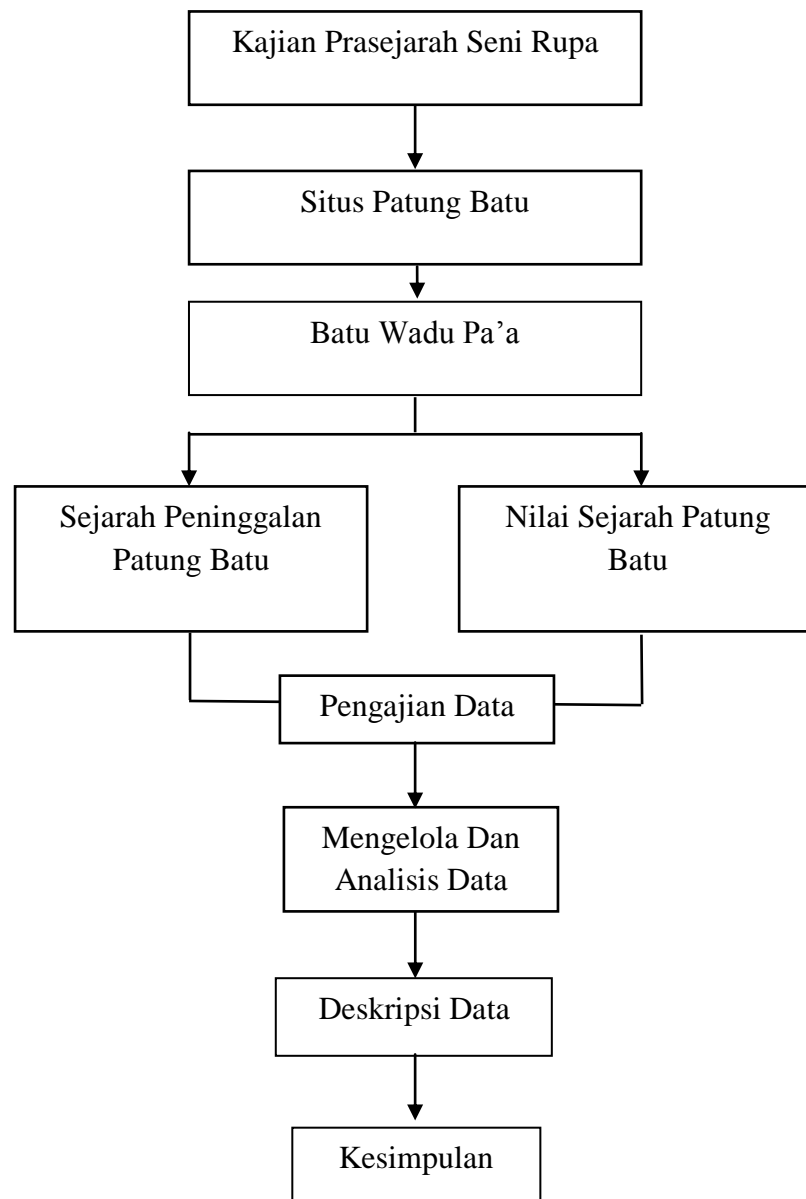 Kajian Prasejarah Seni Rupa
Situs Patung Batu
Batu Wadu Pa’a
Sejarah Peninggalan
Patung Batu
Nilai Sejarah Patung
Batu
Pengajian Data
Mengelola Dan
Analisis Data
Deskripsi Data
Kesimpulan